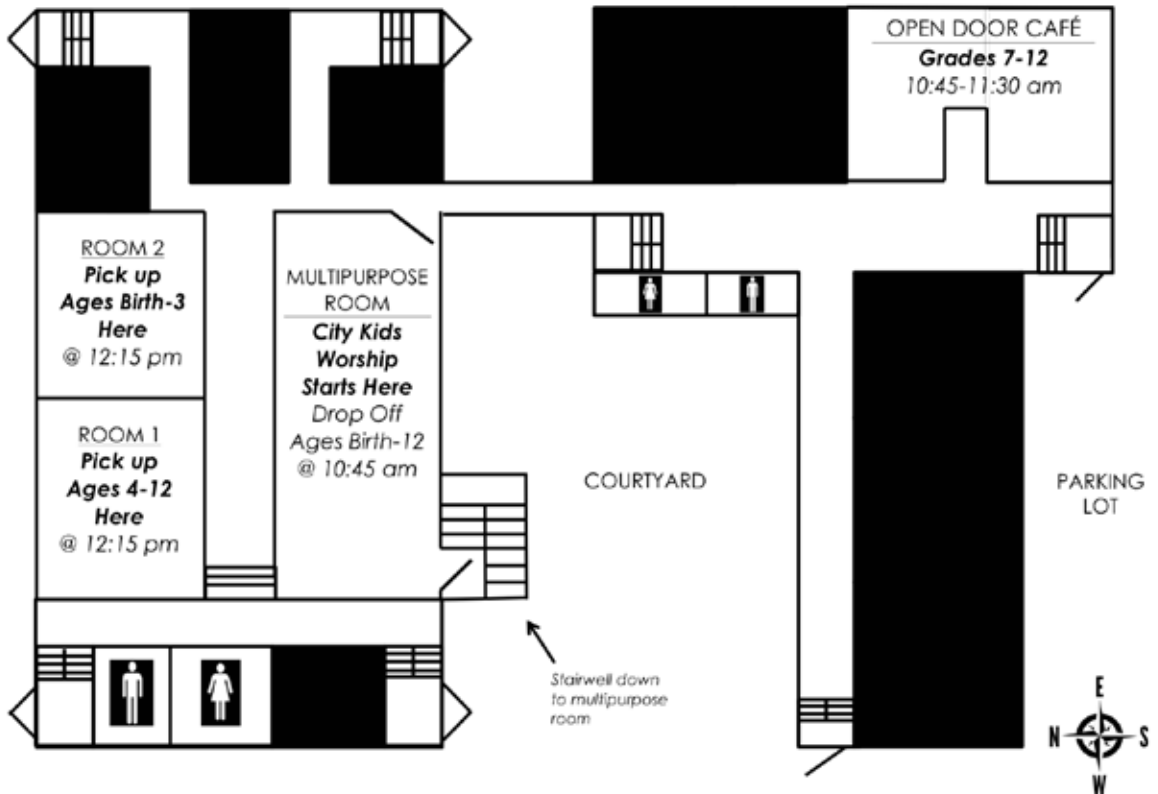 OPEN DOOR CAFÉ
Grades 7-12
10:45-11:30 am
ROOM 2
Pick up
Ages Birth-3
Here
@ 12:15 pm
MULTIPURPOSE
ROOM
City Kids
Worship
Starts Here
Drop Off
Ages Birth-12
@ 10:45 am
ROOM 1
Pick up
Ages 4-12
Here
@ 12:15 pm
COURTYARD
PARKING
LOT
Stairwell down
to multipurpose
room
E
N
S
W